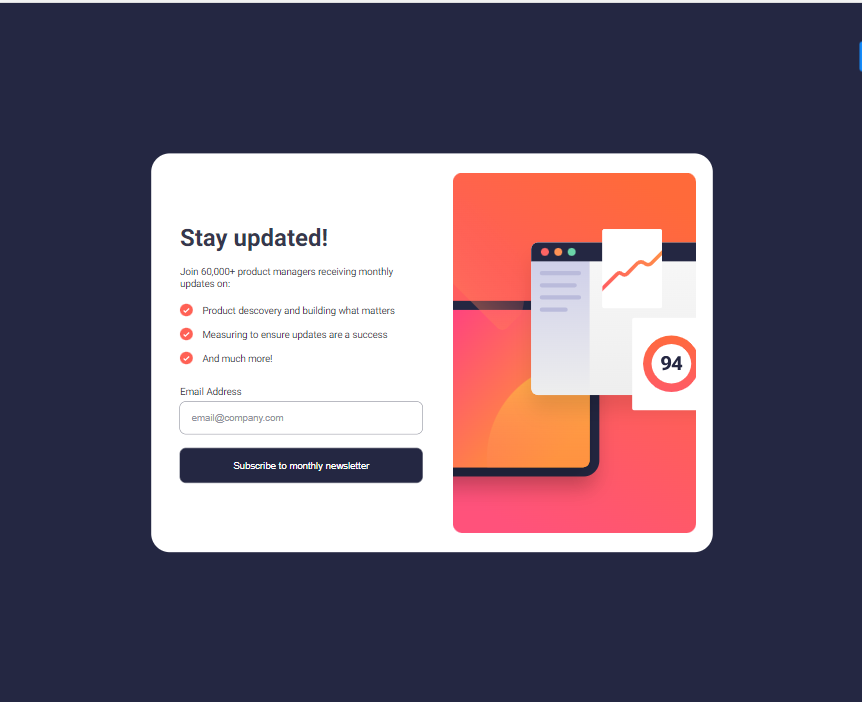 Stay updated!
Join 60,000+ product managers receiving monthly
updates on:
Product descovery and building what matters
Measuring to ensure updates are a success
And much more!
Email Address
email@company.com
Subscribe to monthly newsletter
94